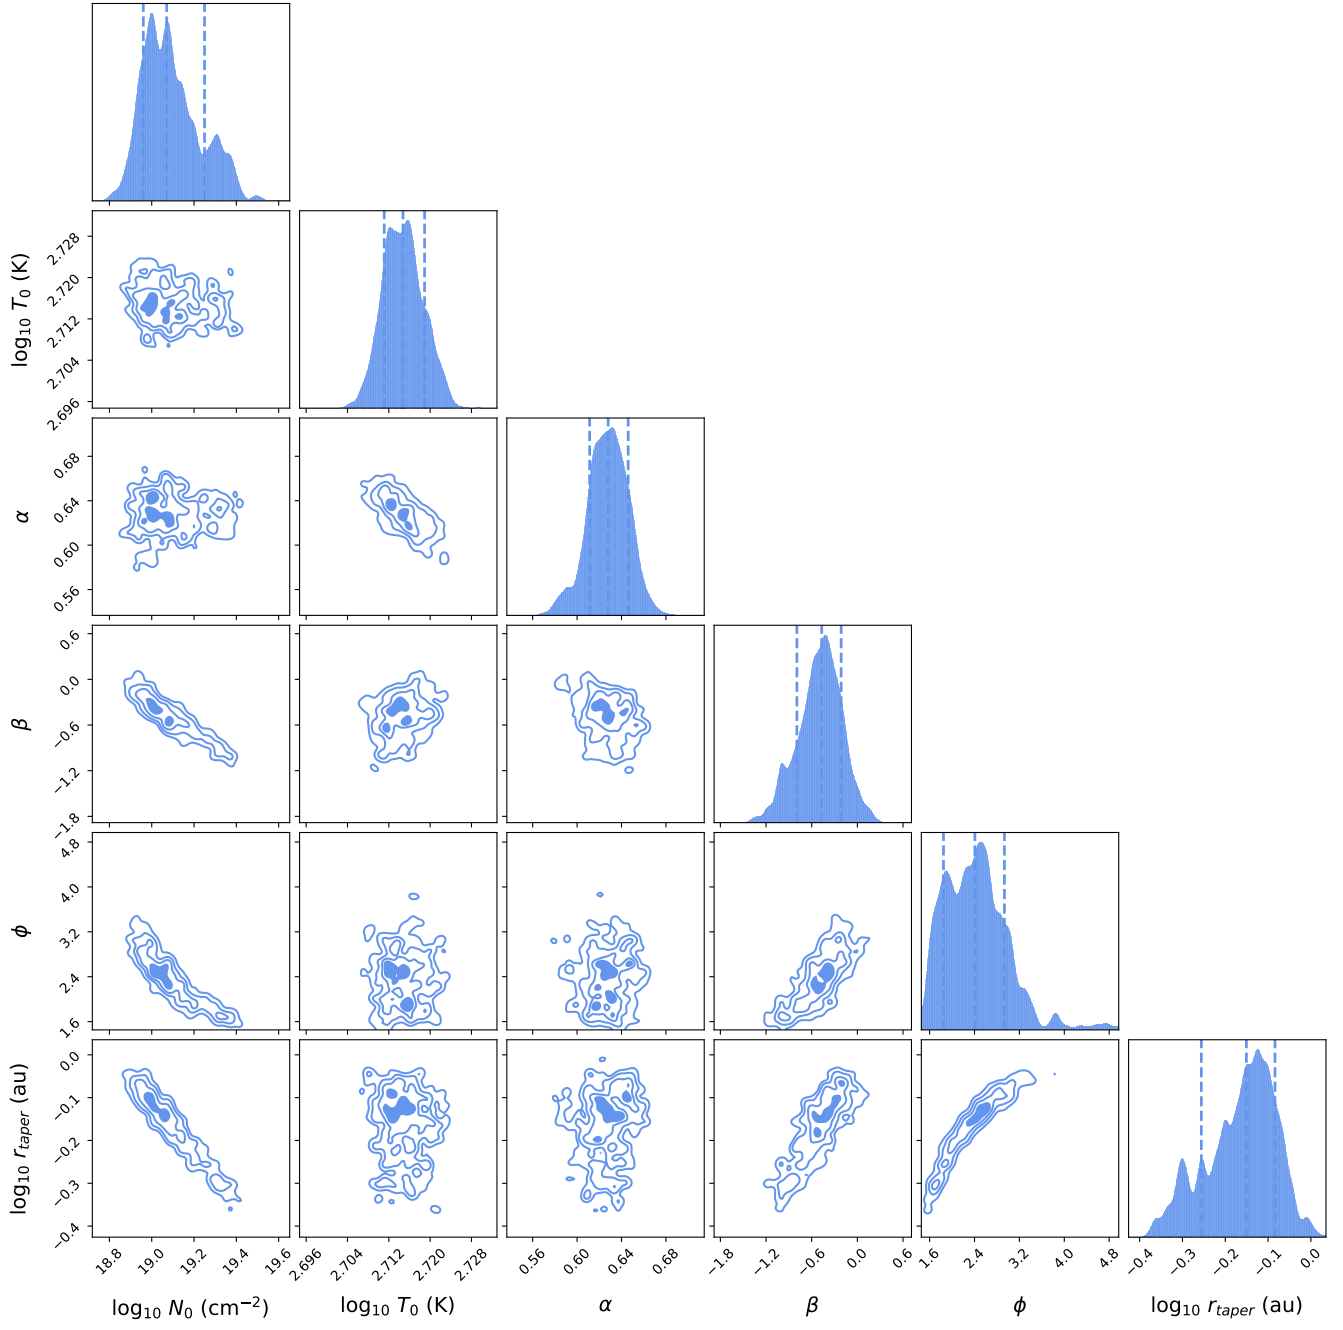 2.728
2.720
2.712
2.704
2.696
log₁₀ T₀ (K)
0.68
0.64
0.60
0.56
α
0.6
0.0
−0.6
−1.2
−1.8
β
4.8
4.0
3.2
2.4
1.6
ϕ
0.0
−0.1
−0.2
−0.3
−0.4
log₁₀ r_taper (au)
18.8 19.0 19.2 19.4 19.6
2.696 2.704 2.712 2.720 2.728
0.56 0.60 0.64 0.68
−1.8 −1.2 −0.6 0.0 0.6
1.6 2.4 3.2 4.0 4.8
−0.4 −0.3 −0.2 −0.1 0.0
log₁₀ N₀ (cm⁻²) log₁₀ T₀ (K) α β ϕ log₁₀ r_taper (au)